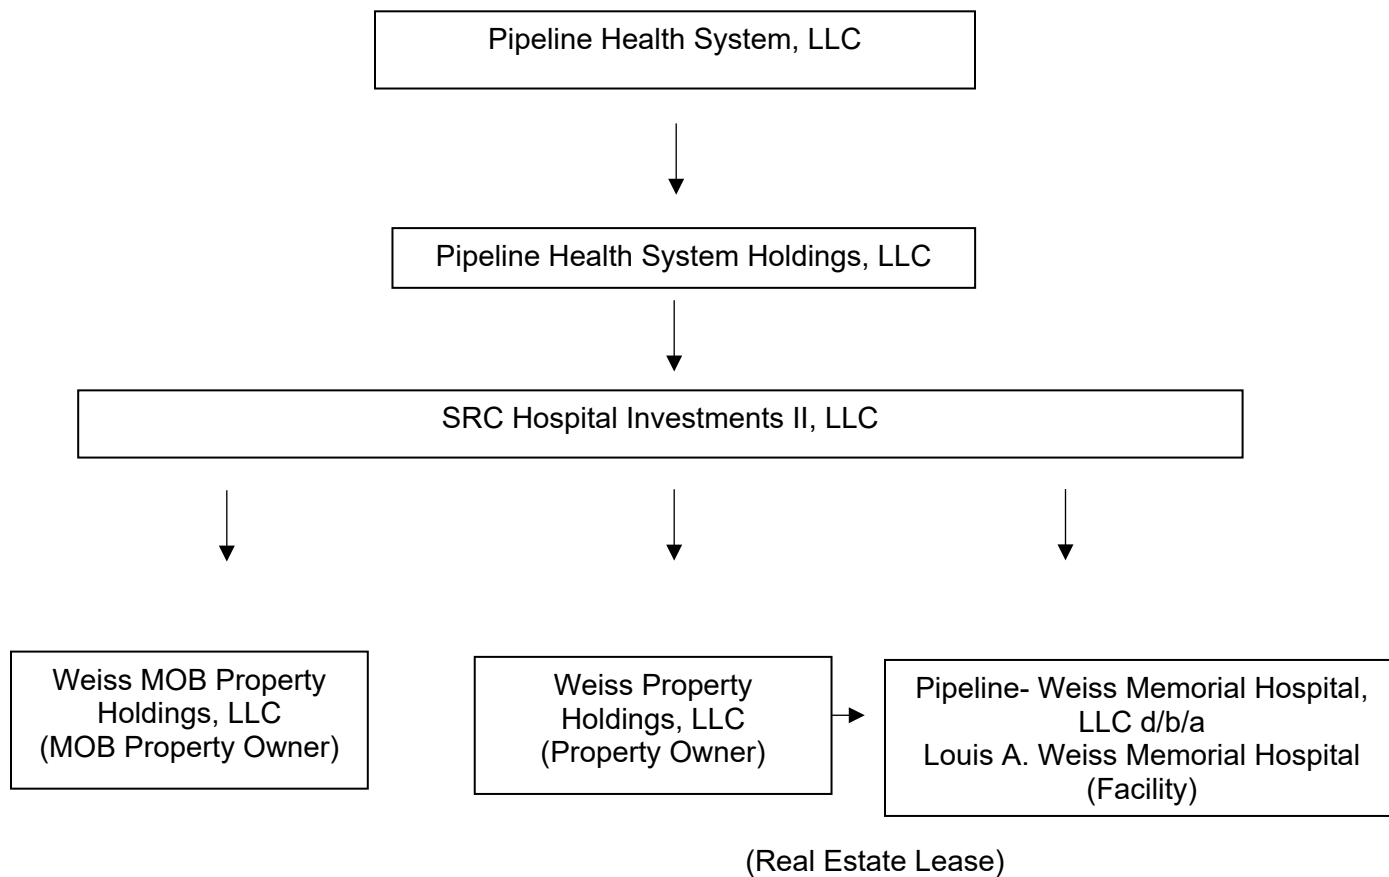 Pipeline Health System, LLC
Pipeline Health System Holdings, LLC
SRC Hospital Investments II, LLC
Weiss MOB Property
Holdings, LLC
(MOB Property Owner)
Weiss Property
Holdings, LLC
(Property Owner)
Pipeline- Weiss Memorial Hospital,
LLC d/b/a
Louis A. Weiss Memorial Hospital
(Facility)
(Real Estate Lease)